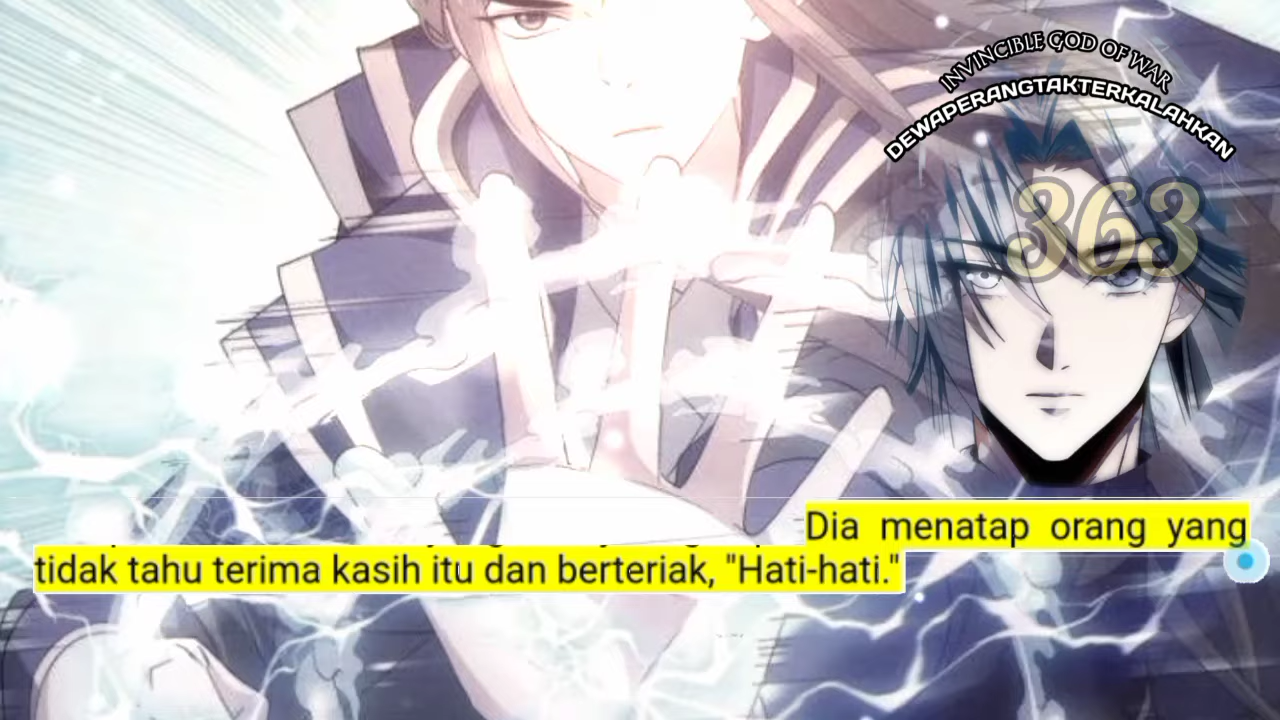 INVINCIBLE GOD OF WAR
DEWAPERANGTAKTERKALAHKAN
363
Dia menatap orang yang
tidak tahu terima kasih itu dan berteriak, "Hati-hati."